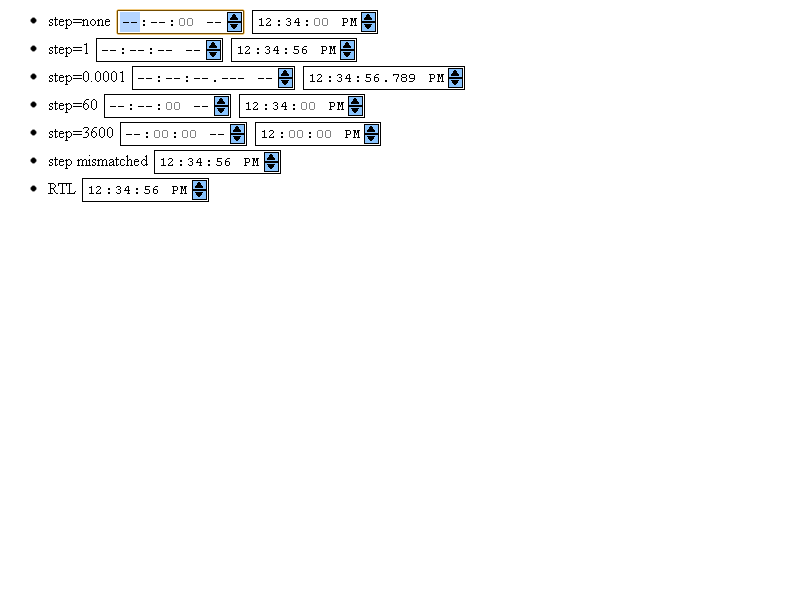 step=none --:--:00 -- 12:34:00 PM
step=1 --:--:-- -- 12:34:56 PM
step=0.0001 --:--:--.--- -- 12:34:56.789 PM
step=60 --:--:00 -- 12:34:00 PM
step=3600 --:00:00 -- 12:00:00 PM
step mismatched 12:34:56 PM
RTL 12:34:56 PM